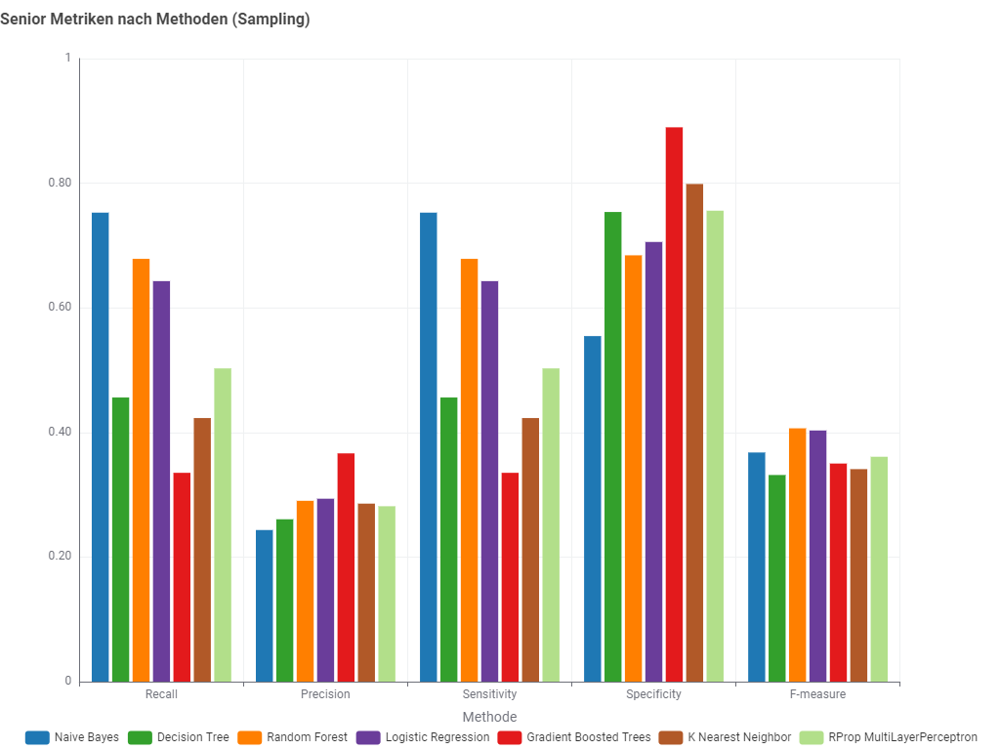 Senior Metriken nach Methoden (Sampling)
1
0.80
0.60
0.40
0.20
0
Recall Precision Sensitivity Specificity F-measure
Methode
Naive Bayes Decision Tree Random Forest Logistic Regression Gradient Boosted Trees K Nearest Neighbor RProp MultiLayerPerceptron